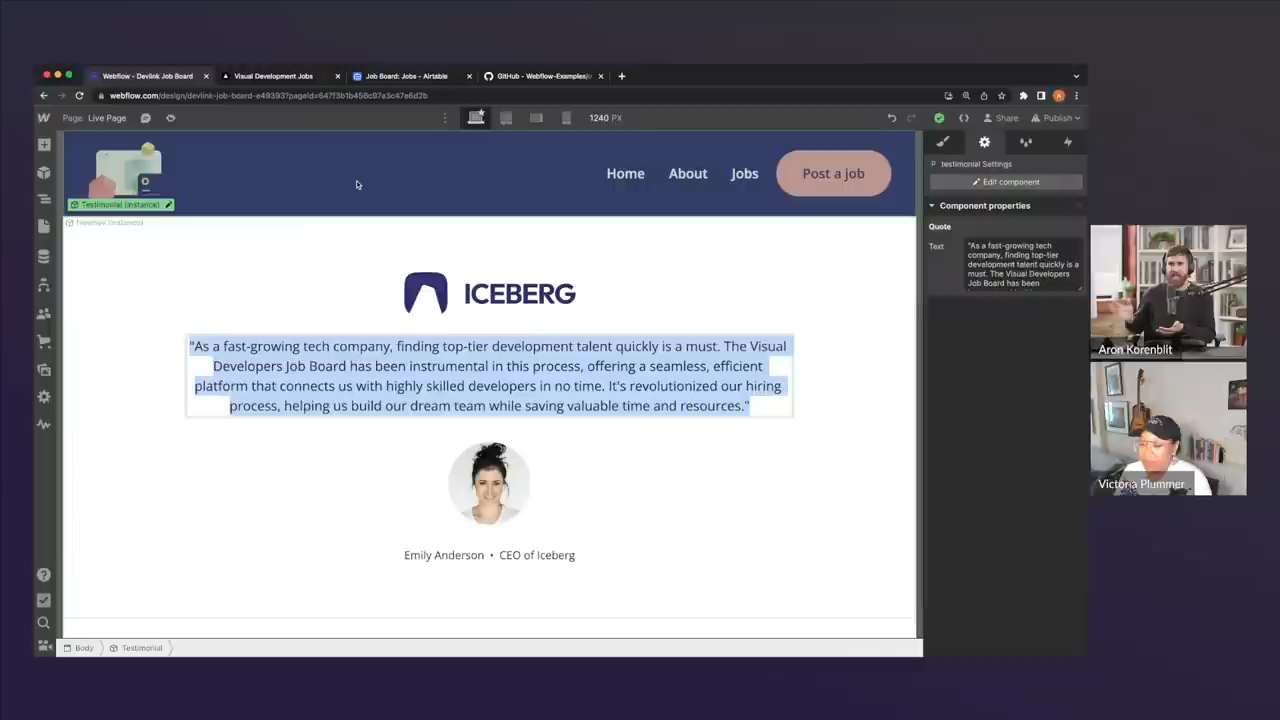 Webflow - Devlink Job Board
Visual Development Jobs
Job Board: Jobs - Airtable
GitHub - Webflow-Examples/
webflow.com/design/devlink-job-board-e49393?pageId=
Page: Live Page
1240 PX
Share
Publish
Home
About
Jobs
Post a job
Testimonial (Instance)
testimonial Settings
Edit component
Component properties
Quote
Text
"As a fast-growing tech
company, finding top-tier
development talent quickly is a
must. The Visual Developers
Job Board has been
ICEBERG
"As a fast-growing tech company, finding top-tier development talent quickly is a must. The Visual
Developers Job Board has been instrumental in this process, offering a seamless, efficient
platform that connects us with highly skilled developers in no time. It's revolutionized our hiring
process, helping us build our dream team while saving valuable time and resources."
Emily Anderson • CEO of Iceberg
Body
Testimonial
Aron Korenblit
Victoria Plummer